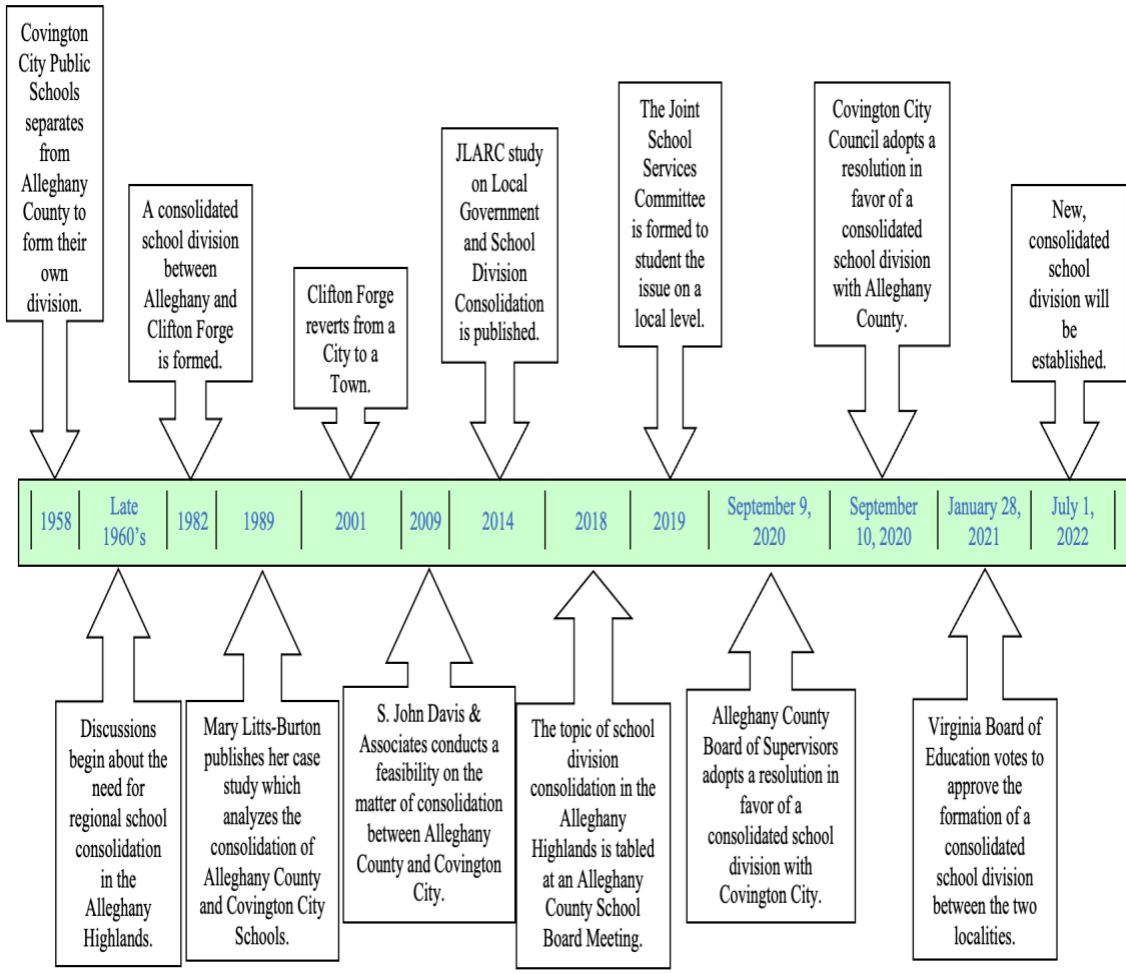 Covington
City Public
Schools
separates
from
Alleghany
County to
form their
own
division.
A consolidated
school division
between
Alleghany and
Clifton Forge
is formed.
Clifton Forge
reverts from a
City to a
Town.
JLARC study
on Local
Government
and School
Division
Consolidation
is published.
The Joint
School
Services
Committee
is formed to
student the
issue on a
local level.
Covington City
Council adopts a
resolution in
favor of a
consolidated
school division
with Alleghany
County.
New,
consolidated
school
division will
be
established.
1958
Late
1960's
1982
1989
2001
2009
2014
2018
2019
September 9,
2020
September
10, 2020
January 28,
2021
July 1,
2022
Discussions
begin about the
need for
regional school
consolidation
in the
Alleghany
Highlands.
Mary Litts-Burton
publishes her case
study which
analyzes the
consolidation of
Alleghany County
and Covington City
Schools.
S. John Davis &
Associates conducts a
feasibility on the
matter of consolidation
between Alleghany
County and Covington
City.
The topic of school
division
consolidation in the
Alleghany
Highlands is tabled
at an Alleghany
County School
Board Meeting.
Alleghany County
Board of Supervisors
adopts a resolution in
favor of a
consolidated school
division with
Covington City.
Virginia Board of
Education votes to
approve the
formation of a
consolidated
school division
between the two
localities.